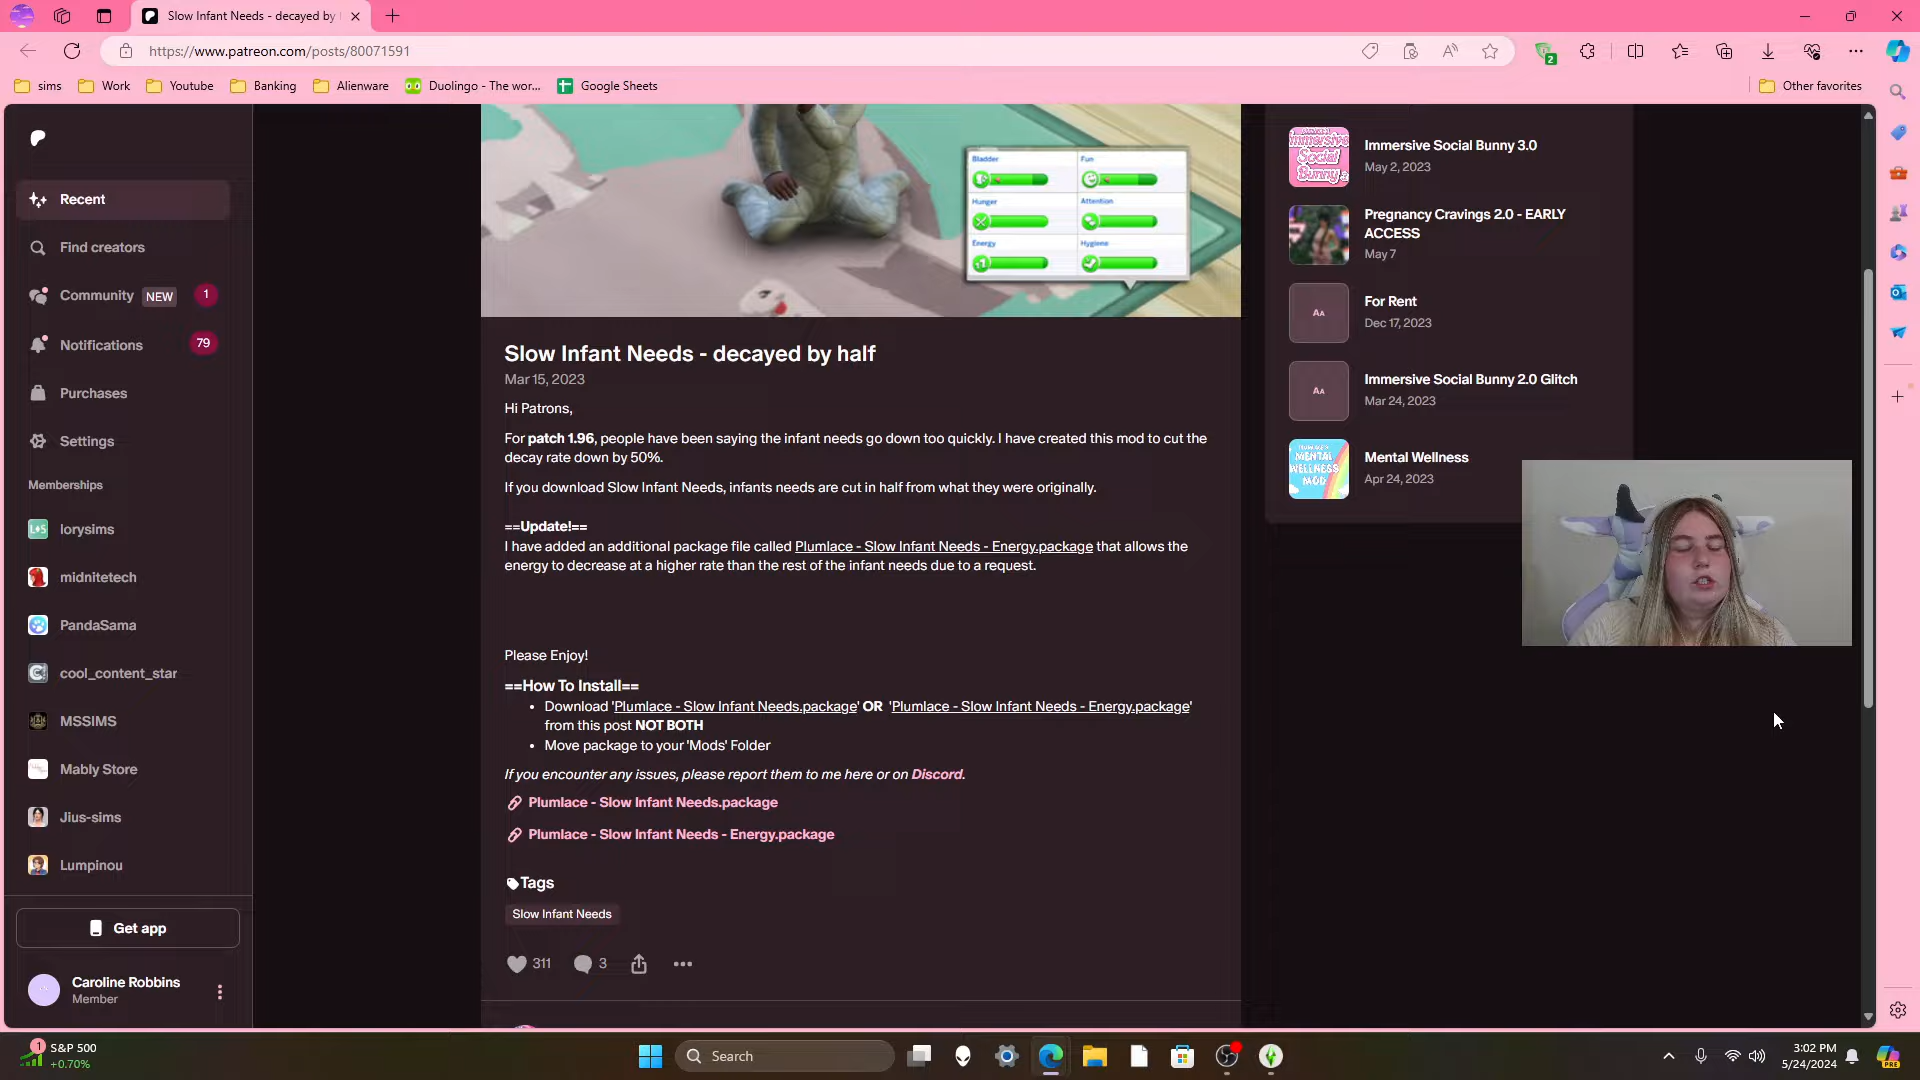 Slow Infant Needs - decayed by
https://www.patreon.com/posts/80071591
2
sims
Work
Youtube
Banking
Alienware
Duolingo - The wor...
Google Sheets
Other favorites
Recent
Find creators
Community NEW 1
Notifications 79
Purchases
Settings
Memberships
lorysims
midnitetech
PandaSama
cool_content_star
MSSIMS
Mably Store
Jius-sims
Lumpinou
Get app
Caroline Robbins
Member
Bladder
Fun
Hunger
Attention
Energy
Hygiene
Slow Infant Needs - decayed by half
Mar 15, 2023
Hi Patrons,
For patch 1.96, people have been saying the infant needs go down too quickly. I have created this mod to cut the
decay rate down by 50%.
If you download Slow Infant Needs, infants needs are cut in half from what they were originally.
==Update!==
I have added an additional package file called Plumlace - Slow Infant Needs - Energy.package that allows the
energy to decrease at a higher rate than the rest of the infant needs due to a request.
Please Enjoy!
==How To Install==
• Download 'Plumlace - Slow Infant Needs.package' OR 'Plumlace - Slow Infant Needs - Energy.package'
from this post NOT BOTH
• Move package to your 'Mods' Folder
If you encounter any issues, please report them to me here or on Discord.
Plumlace - Slow Infant Needs.package
Plumlace - Slow Infant Needs - Energy.package
Tags
Slow Infant Needs
311
3
Immersive Social Bunny
Immersive Social Bunny 3.0
May 2, 2023
Pregnancy Cravings 2.0 - EARLY
ACCESS
May 7
AA
For Rent
Dec 17, 2023
AA
Immersive Social Bunny 2.0 Glitch
Mar 24, 2023
MENTAL
WELLNESS
MOD
Mental Wellness
Apr 24, 2023
1
S&P 500
+0.70%
Search
3:02 PM
5/24/2024
PRE